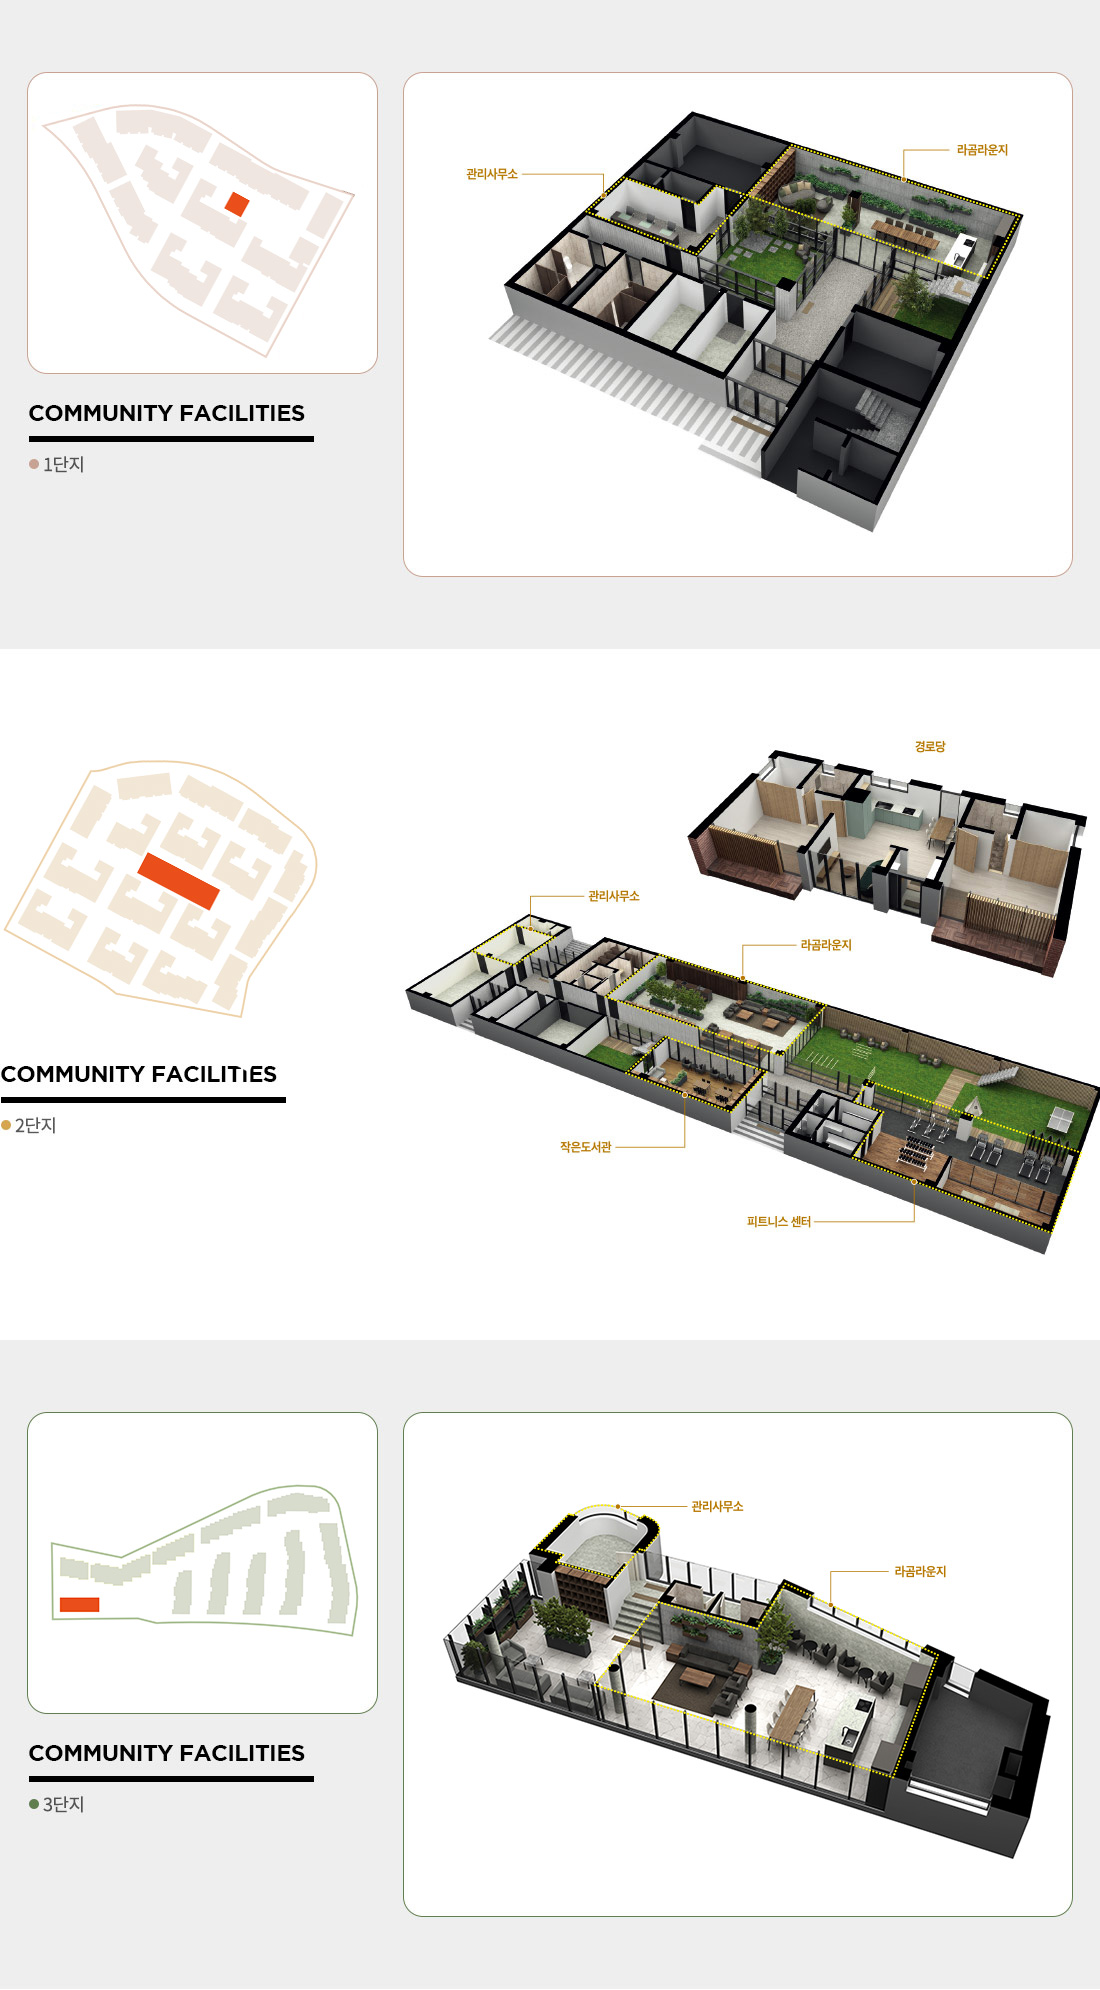 관리사무소
라곰라운지
COMMUNITY FACILITIES
1단지
경로당
관리사무소
라곰라운지
COMMUNITY FACILITIES
2단지
작은도서관
피트니스 센터
관리사무소
라곰라운지
COMMUNITY FACILITIES
3단지